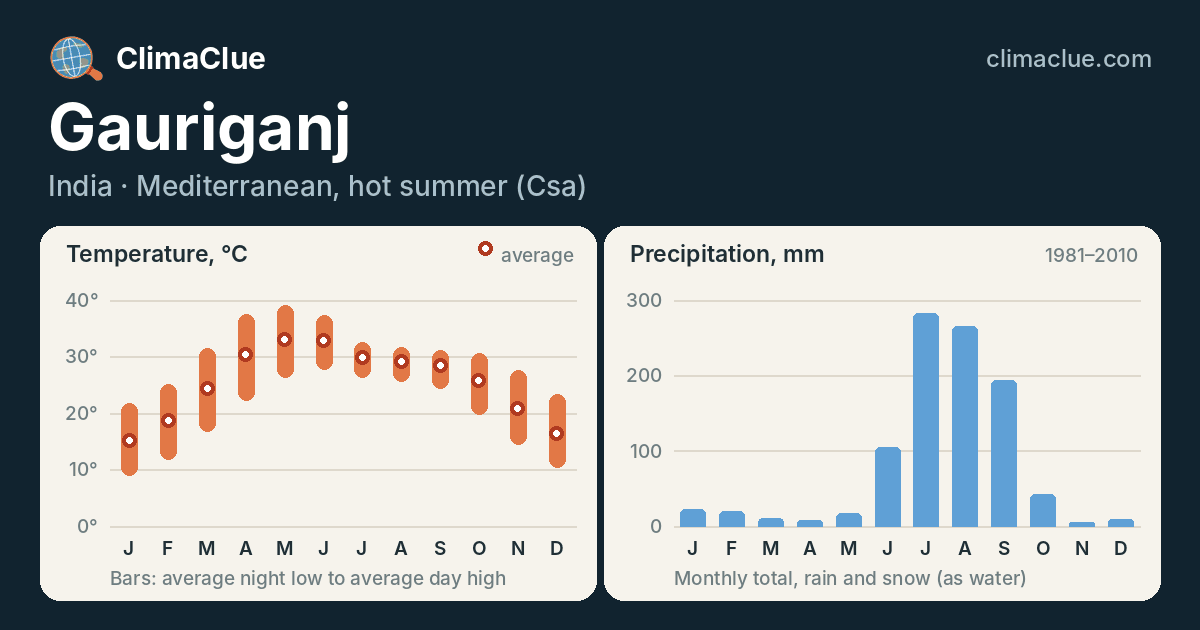 ClimaClue
climaclue.com
Gauriganj
India · Mediterranean, hot summer (Csa)
Temperature, °C
average
40°
30°
20°
10°
0°
J F M A M J J A S O N D
Bars: average night low to average day high
Precipitation, mm
1981–2010
300
200
100
0
J F M A M J J A S O N D
Monthly total, rain and snow (as water)